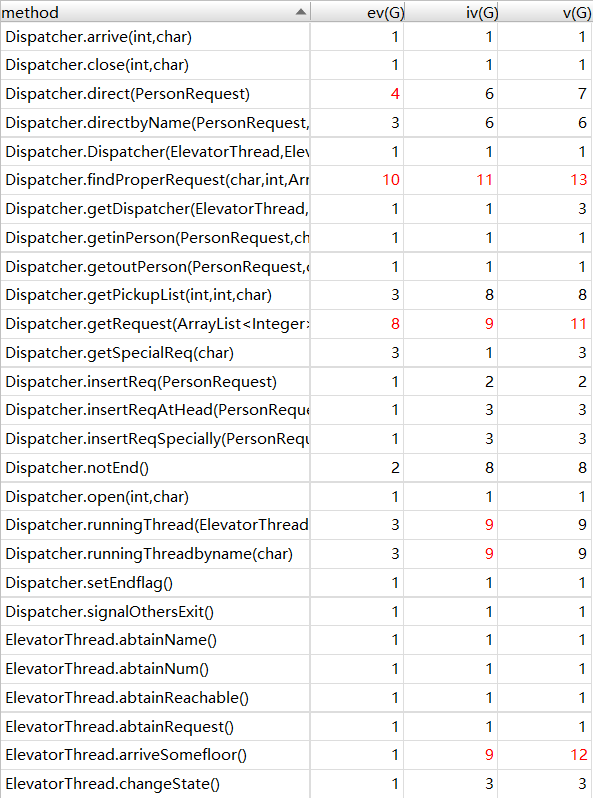 method ev(G) iv(G) v(G)
Dispatcher.arrive(int,char) 1 1 1
Dispatcher.close(int,char) 1 1 1
Dispatcher.direct(PersonRequest) 4 6 7
Dispatcher.directbyName(PersonRequest, 3 6 6
Dispatcher.Dispatcher(ElevatorThread,Ele 1 1 1
Dispatcher.findProperRequest(char,int,Arr 10 11 13
Dispatcher.getDispatcher(ElevatorThread, 1 1 3
Dispatcher.getinPerson(PersonRequest,ch 1 1 1
Dispatcher.getoutPerson(PersonRequest,c 1 1 1
Dispatcher.getPickupList(int,int,char) 3 8 8
Dispatcher.getRequest(ArrayList<Integer> 8 9 11
Dispatcher.getSpecialReq(char) 3 1 3
Dispatcher.insertReq(PersonRequest) 1 2 2
Dispatcher.insertReqAtHead(PersonReque 1 3 3
Dispatcher.insertReqSpecially(PersonRequ 1 3 3
Dispatcher.notEnd() 2 8 8
Dispatcher.open(int,char) 1 1 1
Dispatcher.runningThread(ElevatorThread 3 9 9
Dispatcher.runningThreadbyname(char) 3 9 9
Dispatcher.setEndflag() 1 1 1
Dispatcher.signalOthersExit() 1 1 1
ElevatorThread.abtainName() 1 1 1
ElevatorThread.abtainNum() 1 1 1
ElevatorThread.abtainReachable() 1 1 1
ElevatorThread.abtainRequest() 1 1 1
ElevatorThread.arriveSomefloor() 1 9 12
ElevatorThread.changeState() 1 3 3